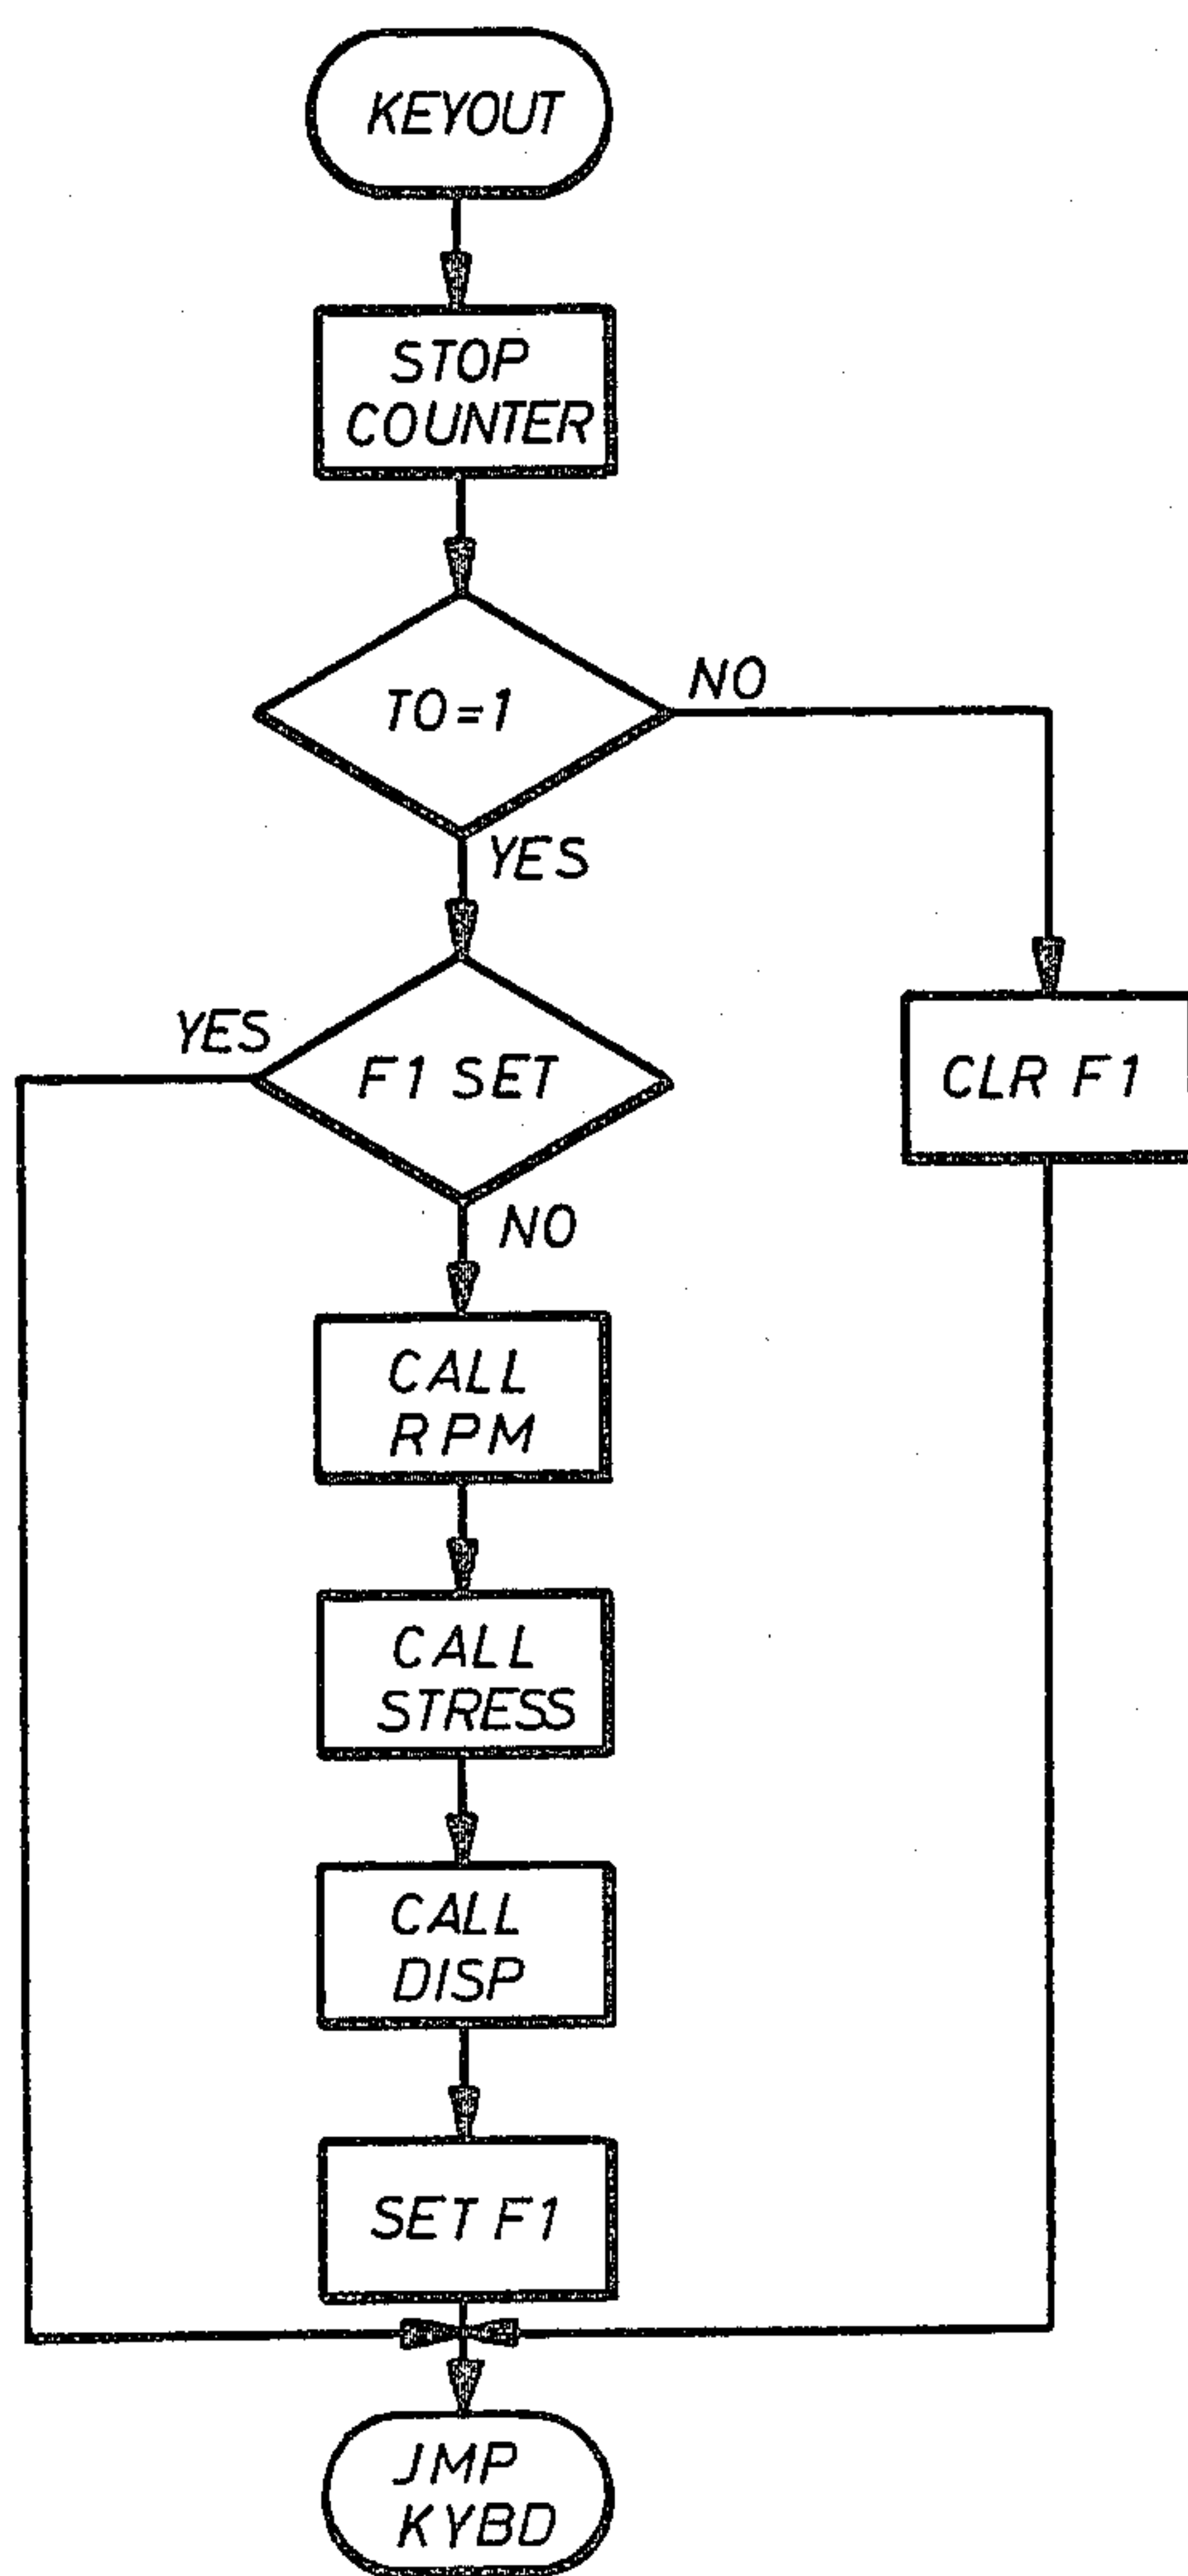 KEYOUT
STOP
COUNTER
TO=1
NO
YES
YES
F1 SET
CLR F1
NO
CALL
RPM
CALL
STRESS
CALL
DISP
SET F1
JMP
KYBD